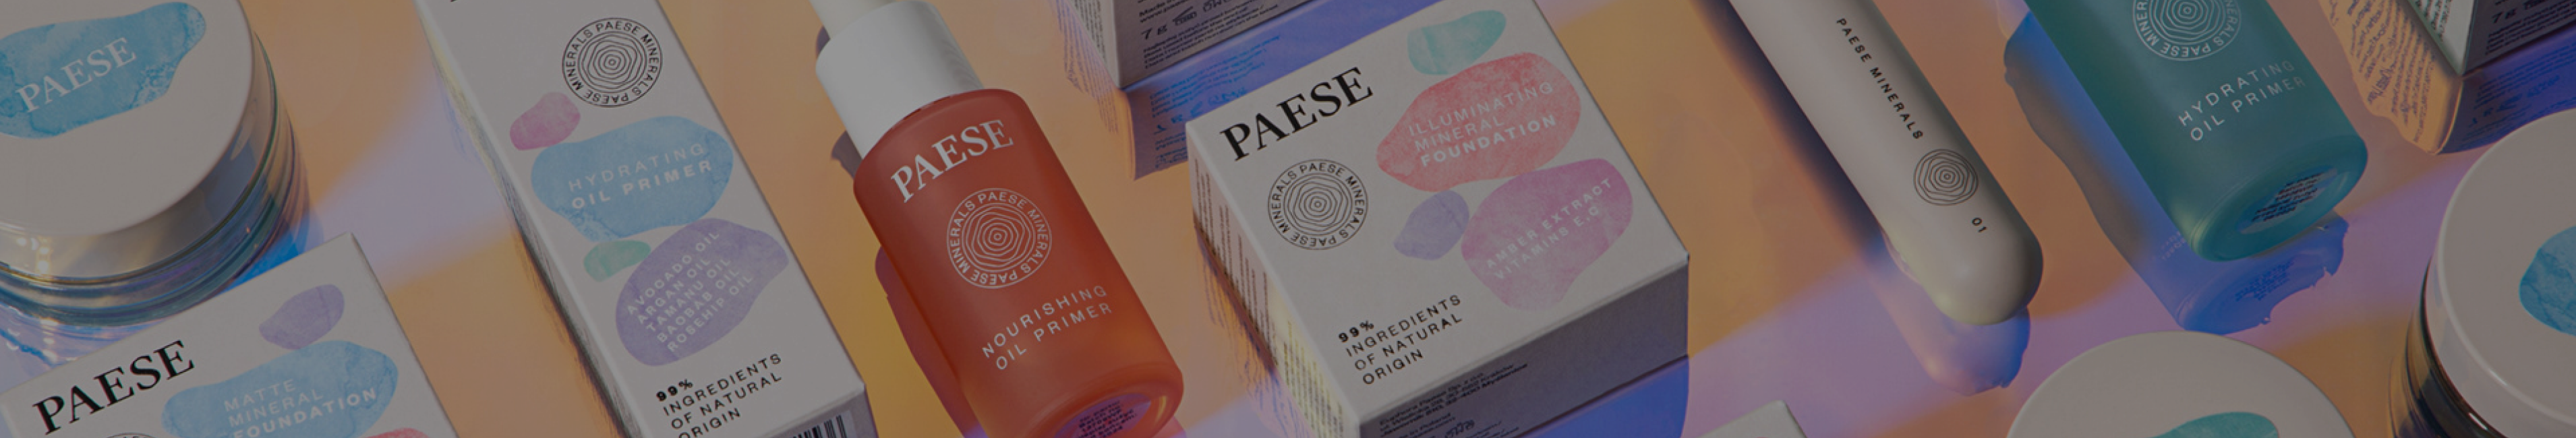 PAESE
PAESE
MATTE
MINERAL
FOUNDATION
MINERALS PAESE MINERALS PAESE
HYDRATING
OIL PRIMER
AVOCADO OIL
ARGAN OIL
TAMANU OIL
BAOBAB OIL
ROSEHIP OIL
99%
INGREDIENTS
OF NATURAL
ORIGIN
PAESE
MINERALS PAESE MINERALS PAESE
NOURISHING
OIL PRIMER
PAESE
ILLUMINATING
MINERAL
FOUNDATION
MINERALS PAESE MINERALS PAESE
AMBER EXTRACT
VITAMINS E.G
99%
INGREDIENTS
OF NATURAL
ORIGIN
PAESE MINERALS
01
HYDRATING
OIL PRIMER